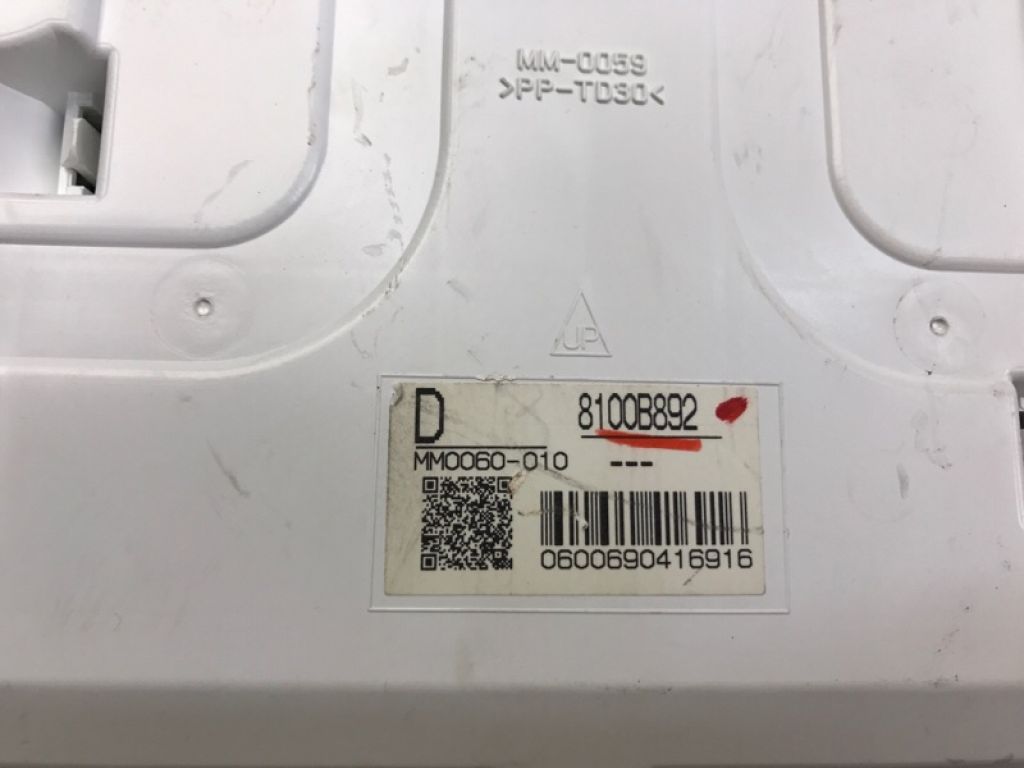 MM-0059
>PP-TD30<
UP
D
8100B892
MM0060-010 ---
0600690416916